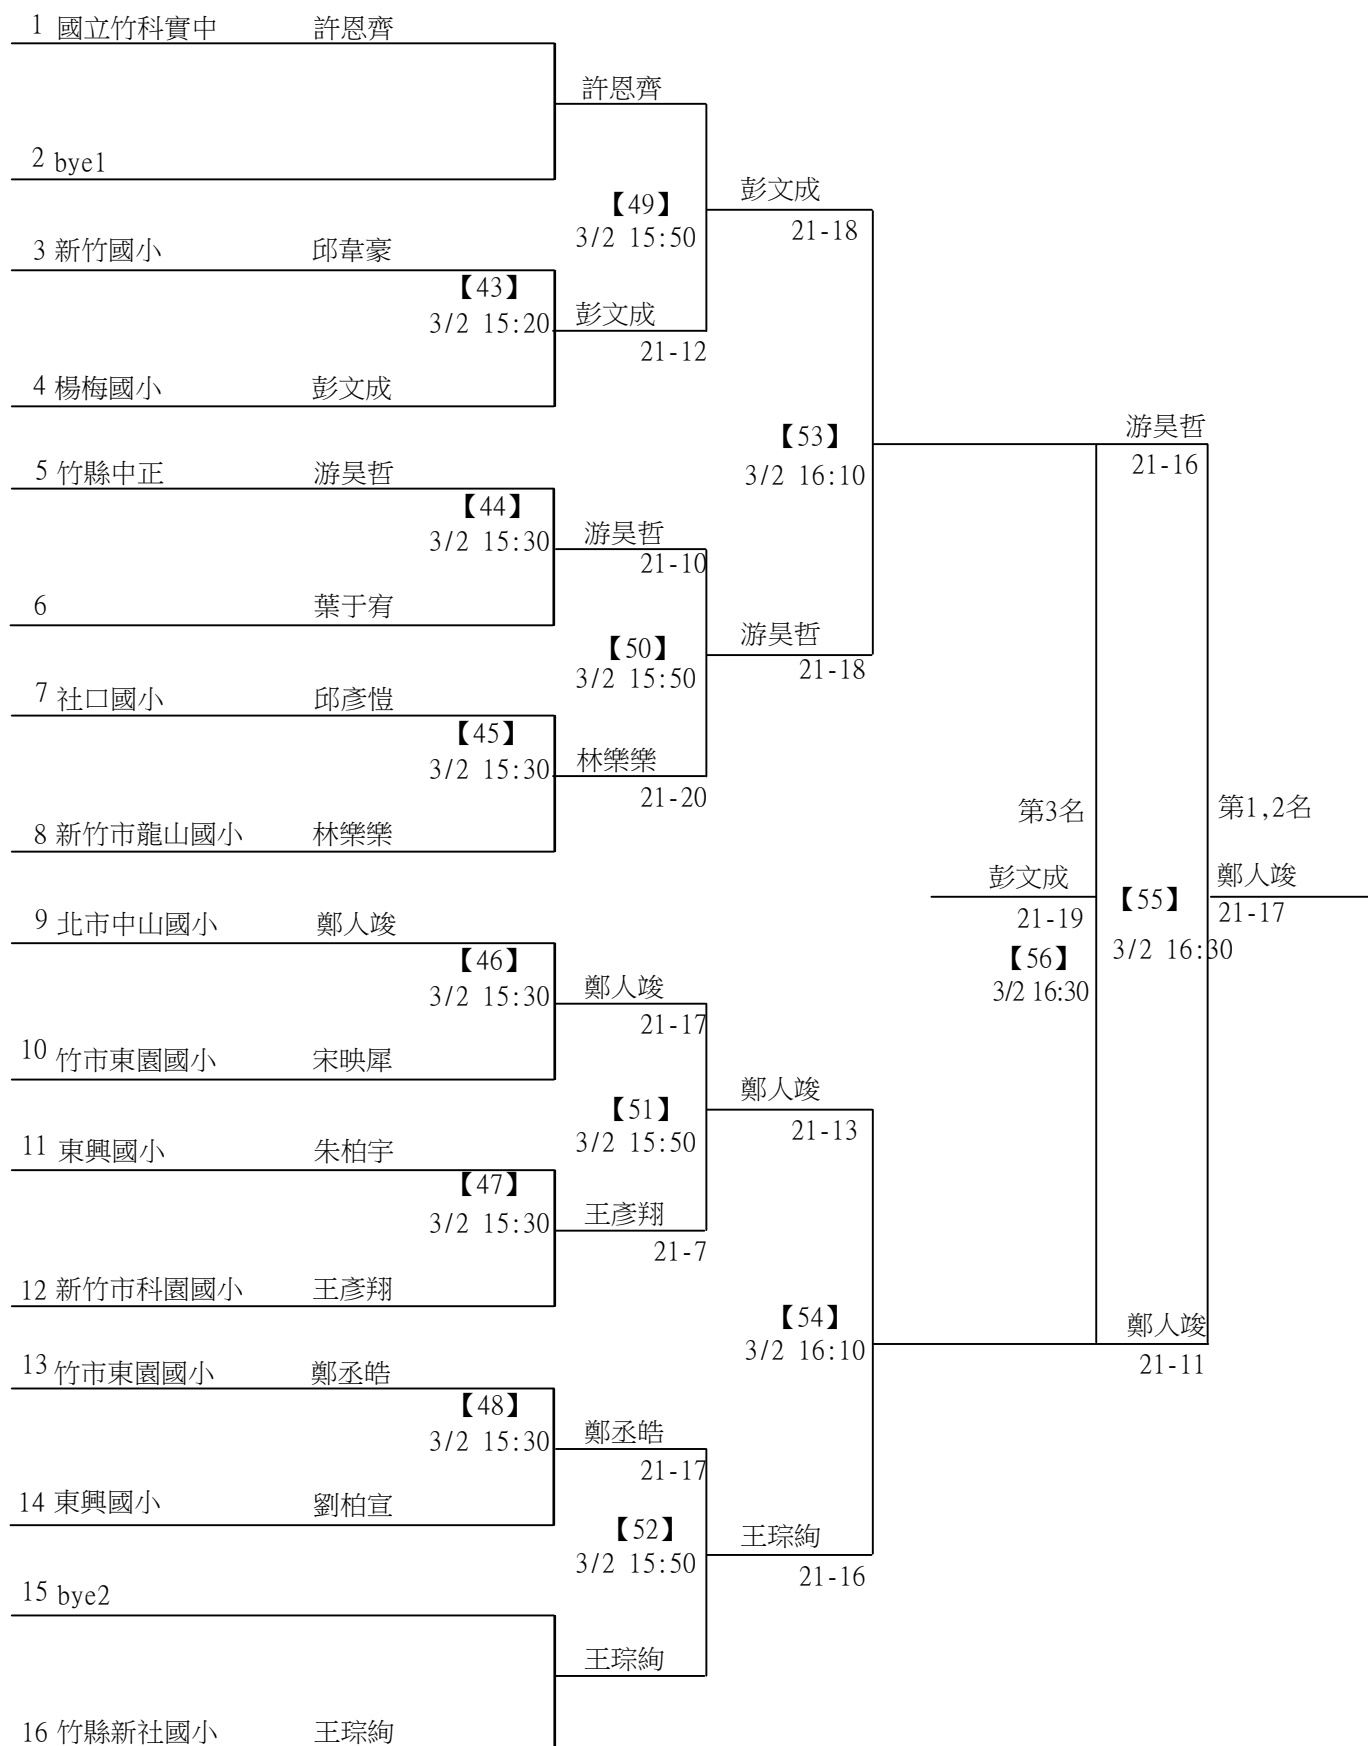 1 國立竹科實中 許恩齊
許恩齊
2 bye1
彭文成
【49】
21-18
3/2 15:50
3 新竹國小 邱韋豪
【43】
彭文成
3/2 15:20
21-12
4 楊梅國小 彭文成
游昊哲
【53】
21-16
5 竹縣中正 游昊哲
3/2 16:10
【44】
游昊哲
3/2 15:30
21-10
6 葉于宥
游昊哲
【50】
21-18
3/2 15:50
7 社口國小 邱彥愷
【45】
林樂樂
3/2 15:30
21-20
第3名
第1,2名
8 新竹市龍山國小 林樂樂
彭文成
鄭人竣
【55】
21-19
21-17
9 北市中山國小 鄭人竣
3/2 16:30
【46】
【56】
鄭人竣
3/2 15:30
3/2 16:30
21-17
10 竹市東園國小 宋映犀
鄭人竣
【51】
21-13
3/2 15:50
11 東興國小 朱柏宇
【47】
王彥翔
3/2 15:30
21-7
12 新竹市科園國小 王彥翔
【54】
鄭人竣
3/2 16:10
21-11
13 竹市東園國小 鄭丞皓
【48】
鄭丞皓
3/2 15:30
21-17
14 東興國小 劉柏宣
【52】
王琮絢
3/2 15:50
21-16
15 bye2
王琮絢
16 竹縣新社國小 王琮絢